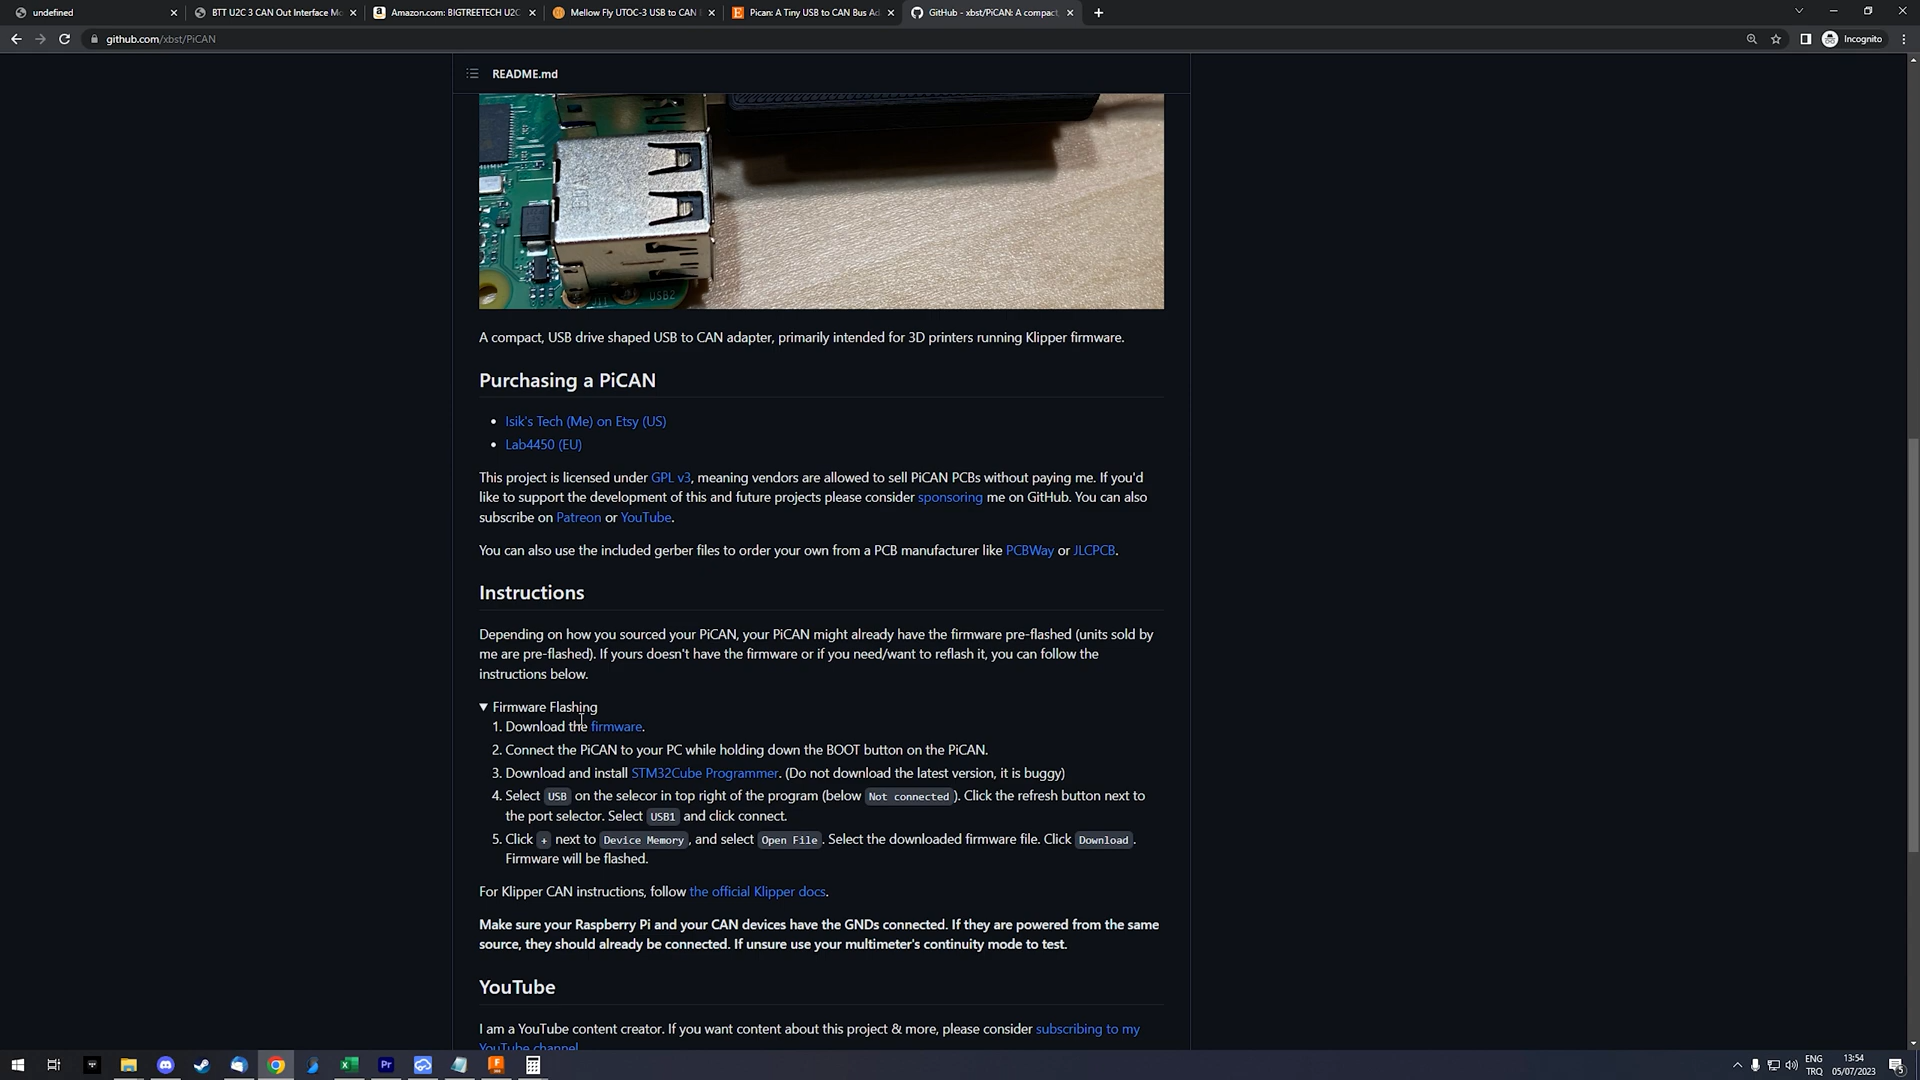 undefined
BTT U2C 3 CAN Out Interface Mo
Amazon.com: BIGTREETECH U2C
Mellow Fly UTOC-3 USB to CAN
Pican: A Tiny USB to CAN Bus Ad
GitHub - xbst/PiCAN: A compact,
github.com/xbst/PiCAN
Incognito
README.md
USB2
A compact, USB drive shaped USB to CAN adapter, primarily intended for 3D printers running Klipper firmware.
Purchasing a PiCAN
• Isik's Tech (Me) on Etsy (US)
• Lab4450 (EU)
This project is licensed under GPL v3, meaning vendors are allowed to sell PiCAN PCBs without paying me. If you'd
like to support the development of this and future projects please consider sponsoring me on GitHub. You can also
subscribe on Patreon or YouTube.
You can also use the included gerber files to order your own from a PCB manufacturer like PCBWay or JLCPCB.
Instructions
Depending on how you sourced your PiCAN, your PiCAN might already have the firmware pre-flashed (units sold by
me are pre-flashed). If yours doesn't have the firmware or if you need/want to reflash it, you can follow the
instructions below.
▼ Firmware Flashing
1. Download the firmware.
2. Connect the PiCAN to your PC while holding down the BOOT button on the PiCAN.
3. Download and install STM32Cube Programmer. (Do not download the latest version, it is buggy)
4. Select USB on the selecor in top right of the program (below Not connected). Click the refresh button next to
the port selector. Select USB1 and click connect.
5. Click + next to Device Memory, and select Open File. Select the downloaded firmware file. Click Download.
Firmware will be flashed.
For Klipper CAN instructions, follow the official Klipper docs.
Make sure your Raspberry Pi and your CAN devices have the GNDs connected. If they are powered from the same
source, they should already be connected. If unsure use your multimeter's continuity mode to test.
YouTube
I am a YouTube content creator. If you want content about this project & more, please consider subscribing to my
YouTube channel
ENG
TRQ
13:54
05/07/2023
5